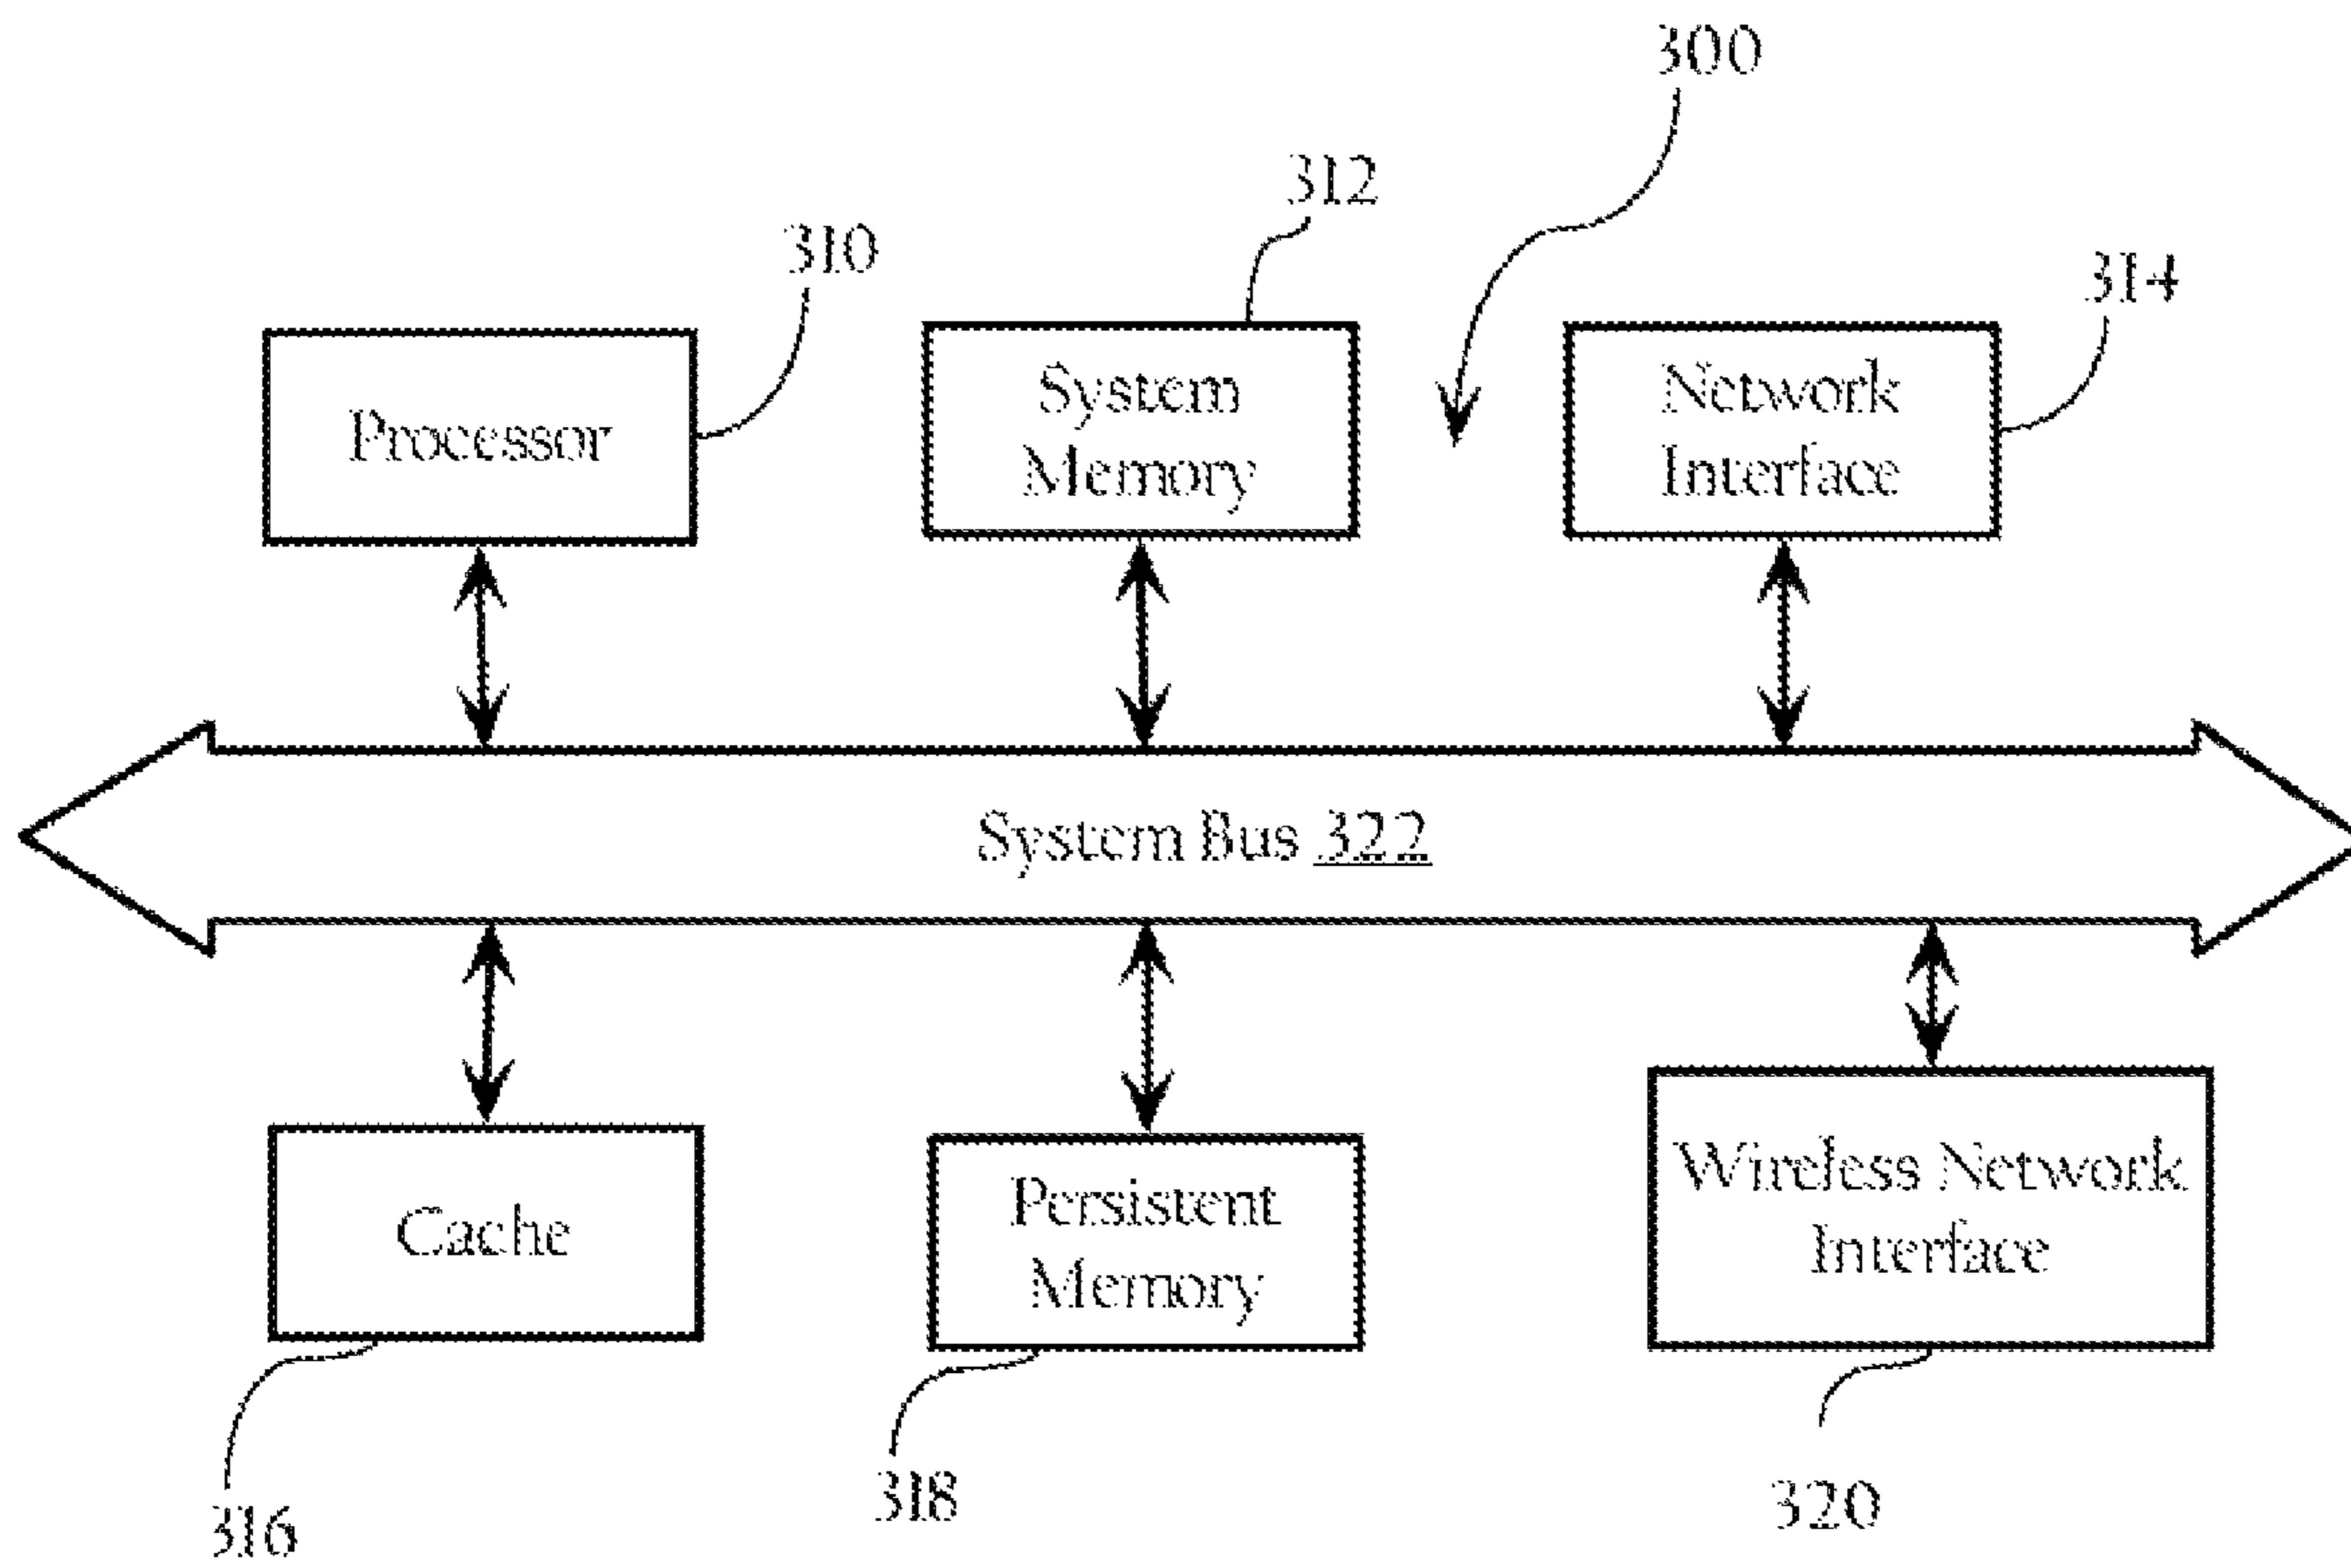 300
312
310
314
Processor
System
Memory
Network
Interface
System Bus 322
Cache
Persistent
Memory
Wireless Network
Interface
316
318
320